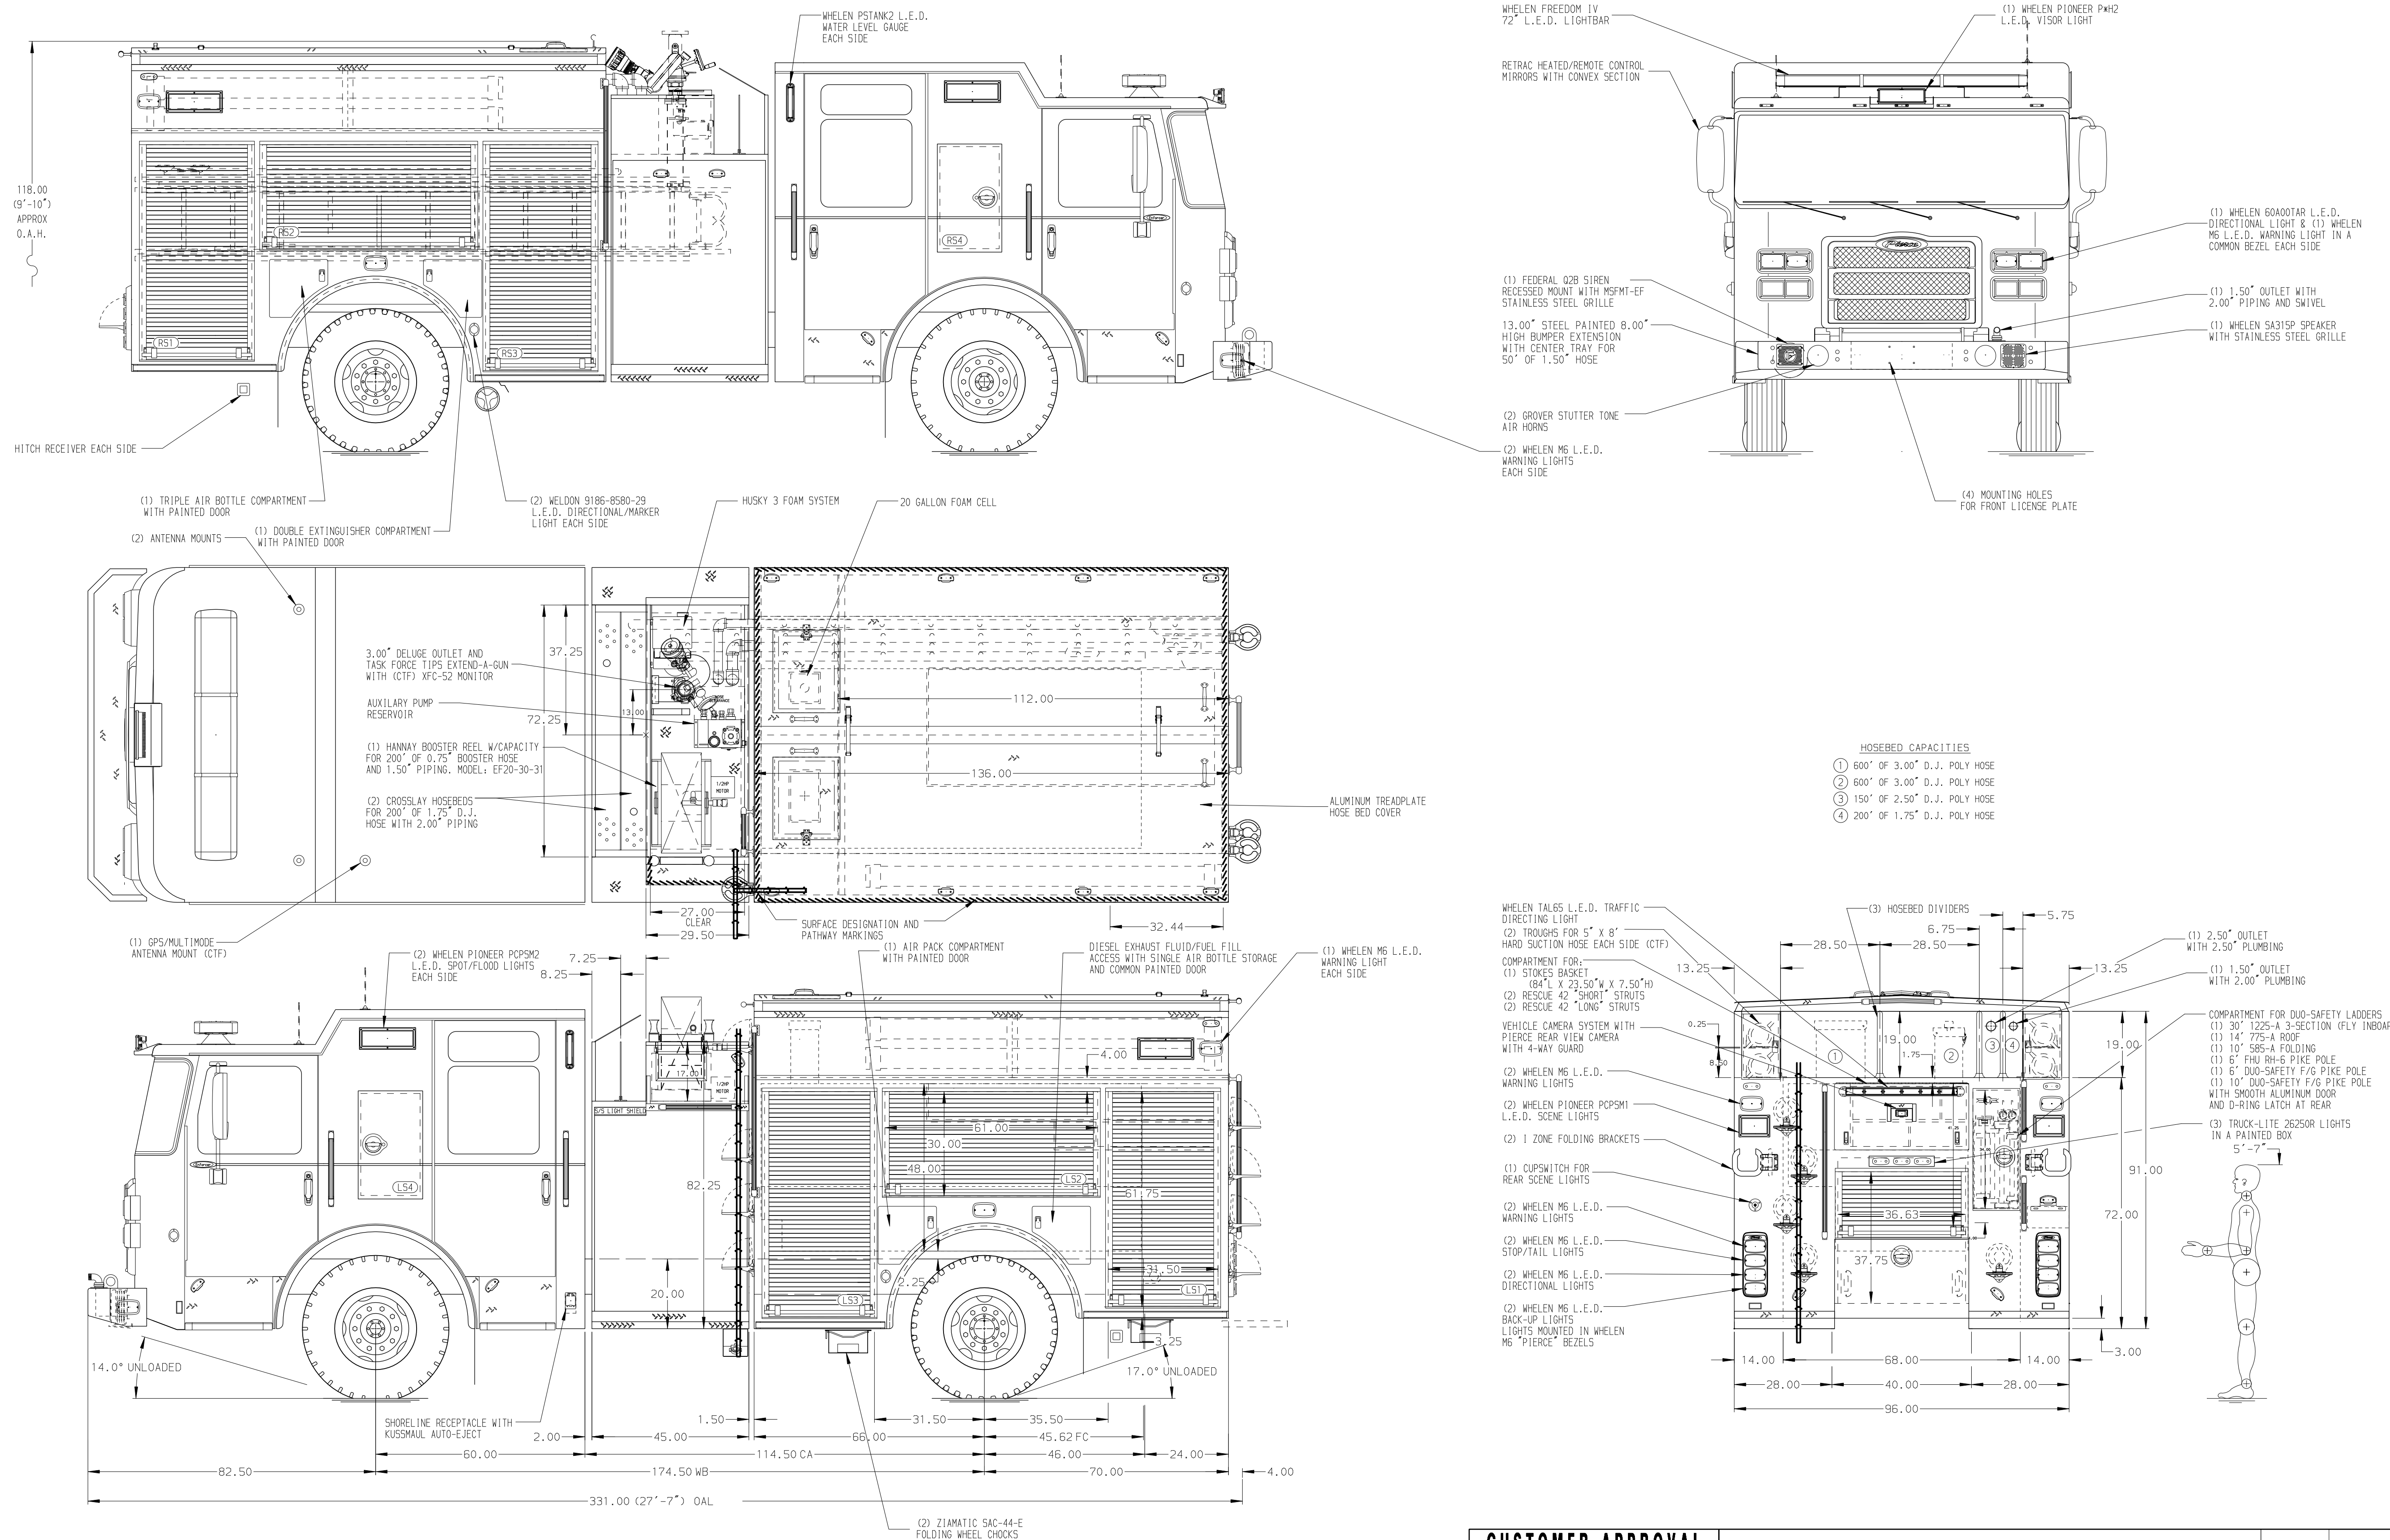 WHELEN PSTANK2 L.E.D.
WATER LEVEL GAUGE
EACH SIDE
118.00
(9'-10")
APPROX
O.A.H.
RS1
RS2
RS3
RS4
HITCH RECEIVER EACH SIDE
(1) TRIPLE AIR BOTTLE COMPARTMENT
WITH PAINTED DOOR
(1) DOUBLE EXTINGUISHER COMPARTMENT
WITH PAINTED DOOR
(2) WELDON 9186-8580-29
L.E.D. DIRECTIONAL/MARKER
LIGHT EACH SIDE
WHELEN FREEDOM IV
72" L.E.D. LIGHTBAR
(1) WHELEN PIONEER P*H2
L.E.D. VISOR LIGHT
RETRAC HEATED/REMOTE CONTROL
MIRRORS WITH CONVEX SECTION
Pierce
(1) WHELEN 60A00TAR L.E.D.
DIRECTIONAL LIGHT & (1) WHELEN
M6 L.E.D. WARNING LIGHT IN A
COMMON BEZEL EACH SIDE
(1) FEDERAL Q2B SIREN
RECESSED MOUNT WITH MSFMT-EF
STAINLESS STEEL GRILLE
13.00" STEEL PAINTED 8.00"
HIGH BUMPER EXTENSION
WITH CENTER TRAY FOR
50' OF 1.50" HOSE
(1) 1.50" OUTLET WITH
2.00" PIPING AND SWIVEL
(1) WHELEN SA315P SPEAKER
WITH STAINLESS STEEL GRILLE
(2) GROVER STUTTER TONE
AIR HORNS
(2) WHELEN M6 L.E.D.
WARNING LIGHTS
EACH SIDE
(4) MOUNTING HOLES
FOR FRONT LICENSE PLATE
(2) ANTENNA MOUNTS
HUSKY 3 FOAM SYSTEM
20 GALLON FOAM CELL
3.00" DELUGE OUTLET AND
TASK FORCE TIPS EXTEND-A-GUN
WITH (CTF) XFC-52 MONITOR
AUXILARY PUMP
RESERVOIR
(1) HANNAY BOOSTER REEL W/CAPACITY
FOR 200' OF 0.75" BOOSTER HOSE
AND 1.50" PIPING. MODEL: EF20-30-31
(2) CROSSLAY HOSEBEDS
FOR 200' OF 1.75" D.J.
HOSE WITH 2.00" PIPING
37.25
72.25
13.00
112.00
136.00
1/2HP
MOTOR
27.00
CLEAR
29.50
32.44
ALUMINUM TREADPLATE
HOSE BED COVER
SURFACE DESIGNATION AND
PATHWAY MARKINGS
(1) GPS/MULTIMODE
ANTENNA MOUNT (CTF)
HOSEBED CAPACITIES
1 600' OF 3.00" D.J. POLY HOSE
2 600' OF 3.00" D.J. POLY HOSE
3 150' OF 2.50" D.J. POLY HOSE
4 200' OF 1.75" D.J. POLY HOSE
(2) WHELEN PIONEER PCPSM2
L.E.D. SPOT/FLOOD LIGHTS
EACH SIDE
7.25
8.25
(1) AIR PACK COMPARTMENT
WITH PAINTED DOOR
DIESEL EXHAUST FLUID/FUEL FILL
ACCESS WITH SINGLE AIR BOTTLE STORAGE
AND COMMON PAINTED DOOR
(1) WHELEN M6 L.E.D.
WARNING LIGHT
EACH SIDE
S/S LIGHT SHIELD
17.00
1/2HP
MOTOR
4.00
61.00
30.00
48.00
82.25
61.75
31.50
2.25
20.00
3.25
LS1
LS2
LS3
LS4
14.0° UNLOADED
17.0° UNLOADED
SHORELINE RECEPTACLE WITH
KUSSMAUL AUTO-EJECT
1.50
31.50
35.50
2.00
45.00
66.00
45.62 FC
60.00
114.50 CA
46.00
24.00
82.50
174.50 WB
70.00
4.00
331.00 (27'-7") OAL
(2) ZIAMATIC SAC-44-E
FOLDING WHEEL CHOCKS
WHELEN TAL65 L.E.D. TRAFFIC
DIRECTING LIGHT
(2) TROUGHS FOR 5" X 8'
HARD SUCTION HOSE EACH SIDE (CTF)
COMPARTMENT FOR:
(1) STOKES BASKET
(84"L X 23.50"W X 7.50"H)
(2) RESCUE 42 "SHORT" STRUTS
(2) RESCUE 42 "LONG" STRUTS
VEHICLE CAMERA SYSTEM WITH
PIERCE REAR VIEW CAMERA
WITH 4-WAY GUARD
(2) WHELEN M6 L.E.D.
WARNING LIGHTS
(2) WHELEN PIONEER PCPSM1
L.E.D. SCENE LIGHTS
(2) I ZONE FOLDING BRACKETS
(1) CUPSWITCH FOR
REAR SCENE LIGHTS
(2) WHELEN M6 L.E.D.
WARNING LIGHTS
(2) WHELEN M6 L.E.D.
STOP/TAIL LIGHTS
(2) WHELEN M6 L.E.D.
DIRECTIONAL LIGHTS
(2) WHELEN M6 L.E.D.
BACK-UP LIGHTS
LIGHTS MOUNTED IN WHELEN
M6 "PIERCE" BEZELS
(3) HOSEBED DIVIDERS
5.75
6.75
28.50
28.50
13.25
13.25
(1) 2.50" OUTLET
WITH 2.50" PLUMBING
(1) 1.50" OUTLET
WITH 2.00" PLUMBING
COMPARTMENT FOR DUO-SAFETY LADDERS
(1) 30' 1225-A 3-SECTION (FLY INBOAR
(1) 14' 775-A ROOF
(1) 10' 585-A FOLDING
(1) 6' FHU RH-6 PIKE POLE
(1) 6' DUO-SAFETY F/G PIKE POLE
(1) 10' DUO-SAFETY F/G PIKE POLE
WITH SMOOTH ALUMINUM DOOR
AND D-RING LATCH AT REAR
(3) TRUCK-LITE 26250R LIGHTS
IN A PAINTED BOX
0.25
8.50
19.00
1.75
19.00
1
2
3
4
36.63
37.75
72.00
91.00
3.00
5'-7"
14.00
68.00
14.00
28.00
40.00
28.00
96.00
CUSTOMER APPROVAL